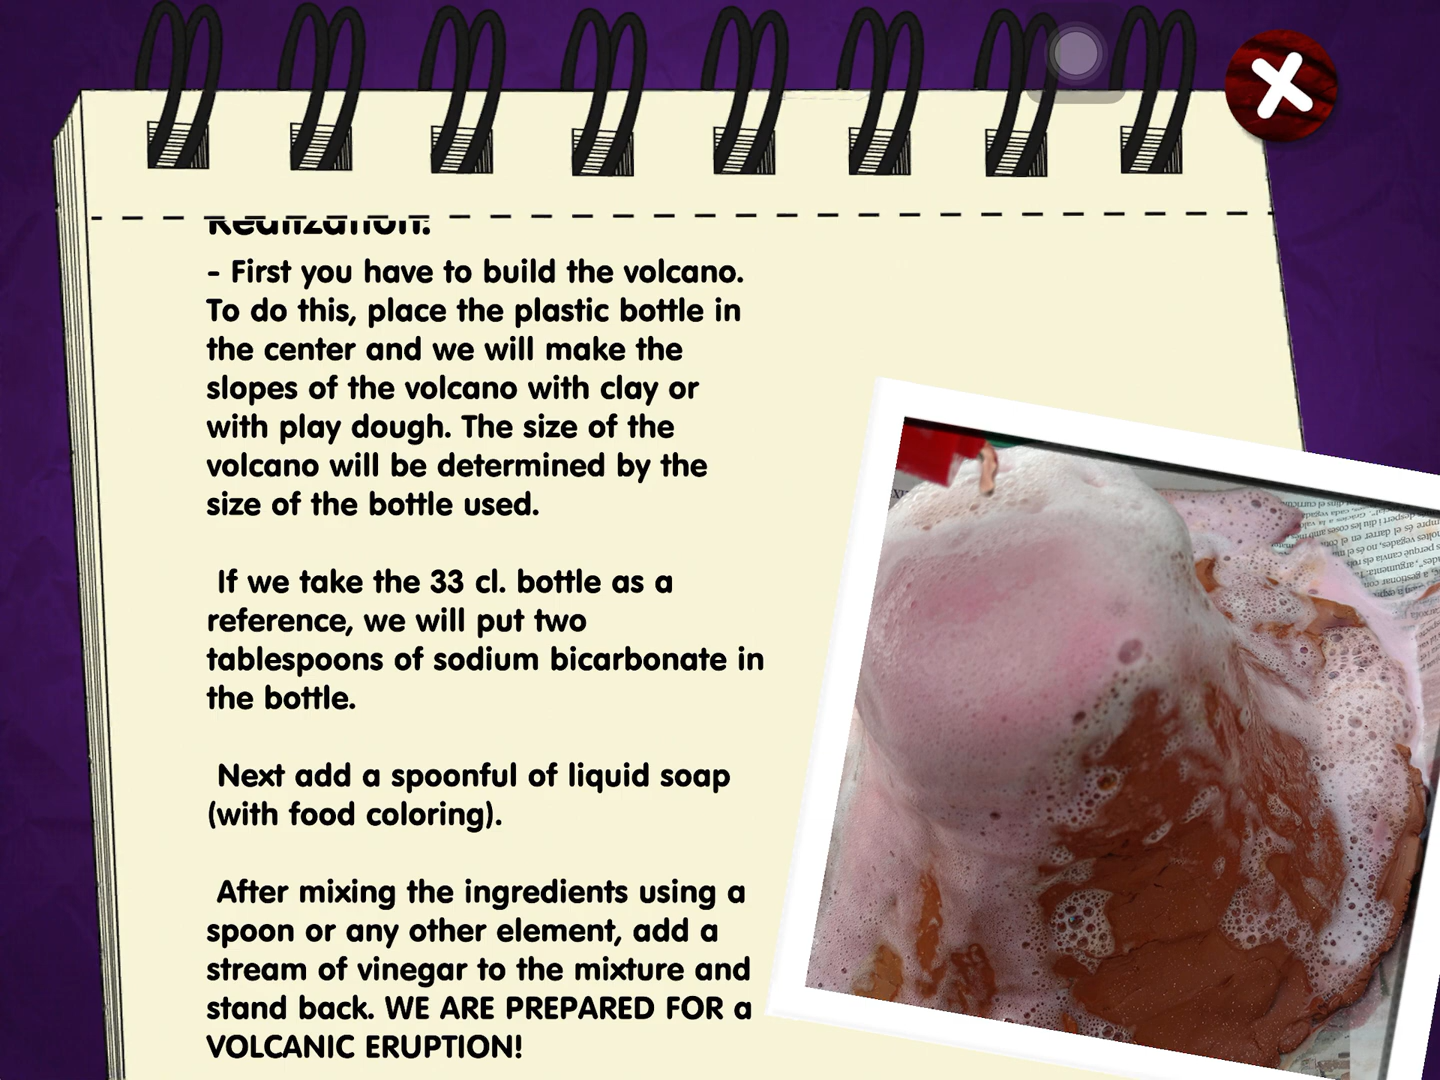 Realization:
- First you have to build the volcano.
To do this, place the plastic bottle in
the center and we will make the
slopes of the volcano with clay or
with play dough. The size of the
volcano will be determined by the
size of the bottle used.
If we take the 33 cl. bottle as a
reference, we will put two
tablespoons of sodium bicarbonate in
the bottle.
Next add a spoonful of liquid soap
(with food coloring).
After mixing the ingredients using a
spoon or any other element, add a
stream of vinegar to the mixture and
stand back. WE ARE PREPARED FOR a
VOLCANIC ERUPTION!